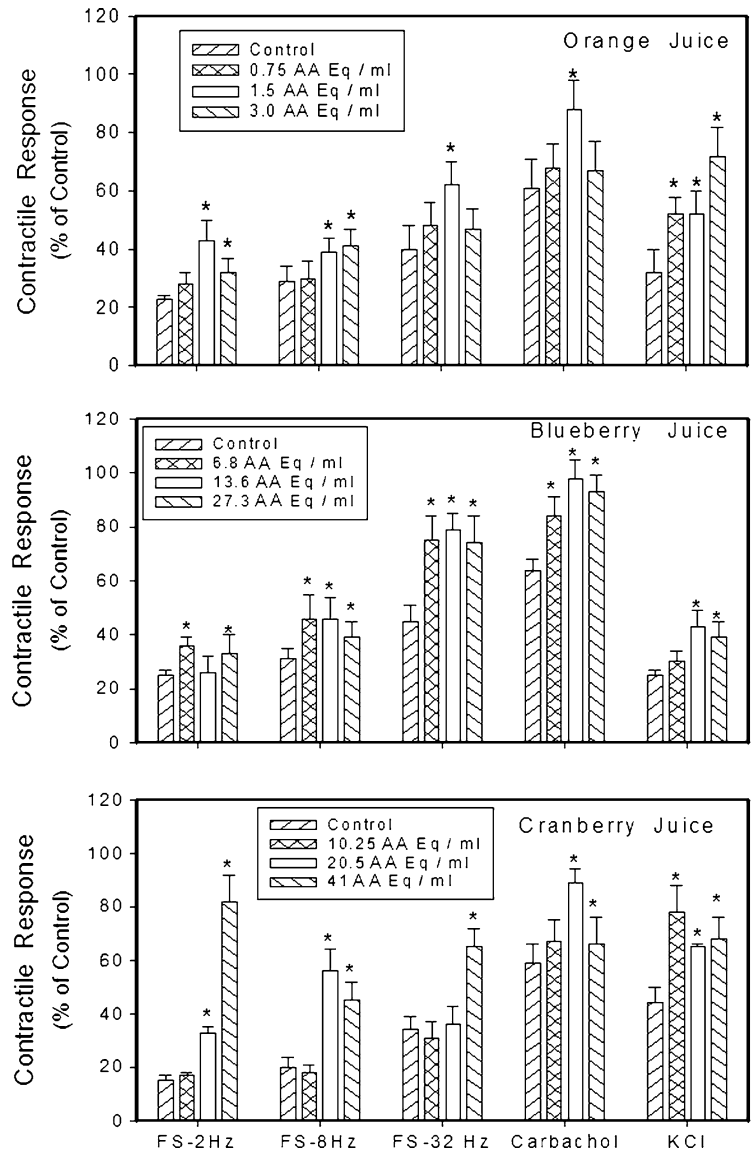 Contractile Response
(% of Control)
120
100
80
60
40
20
0
Control
0.75 AA Eq / ml
1.5 AA Eq / ml
3.0 AA Eq / ml
Orange Juice
*
*
*
*
*
*
*
*
*
Contractile Response
(% of Control)
120
100
80
60
40
20
0
Control
6.8 AA Eq / ml
13.6 AA Eq / ml
27.3 AA Eq / ml
Blueberry Juice
*
*
*
*
*
*
*
*
*
*
*
*
*
Contractile Response
(% of Control)
120
100
80
60
40
20
0
Control
10.25 AA Eq / ml
20.5 AA Eq / ml
41 AA Eq / ml
Cranberry Juice
*
*
*
*
*
*
*
*
*
*
FS-2Hz
FS-8Hz
FS-32 Hz
Carbachol
KCl